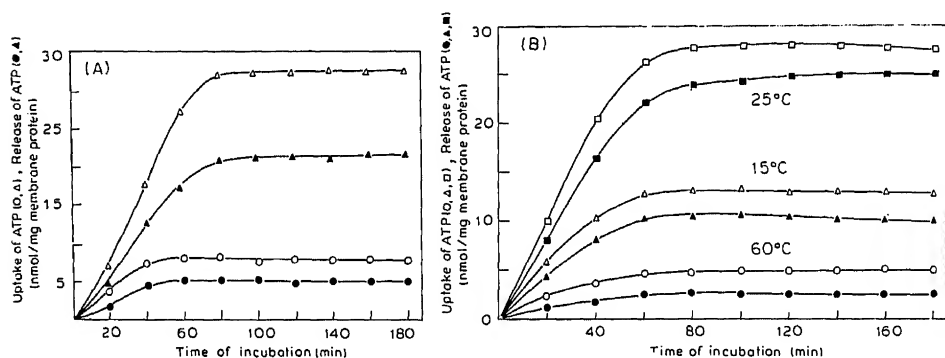 (A)
Uptake of ATP (o,△), Release of ATP (●,▲)
(nmol/mg membrane protein)
30
25
15
5
0
20
60
100
140
180
Time of incubation (min)
(B)
Uptake of ATP (o,△,□), Release of ATP (●,▲,■)
(nmol/mg membrane protein)
30
20
10
0
25°C
15°C
60°C
40
80
120
160
Time of incubation (min)